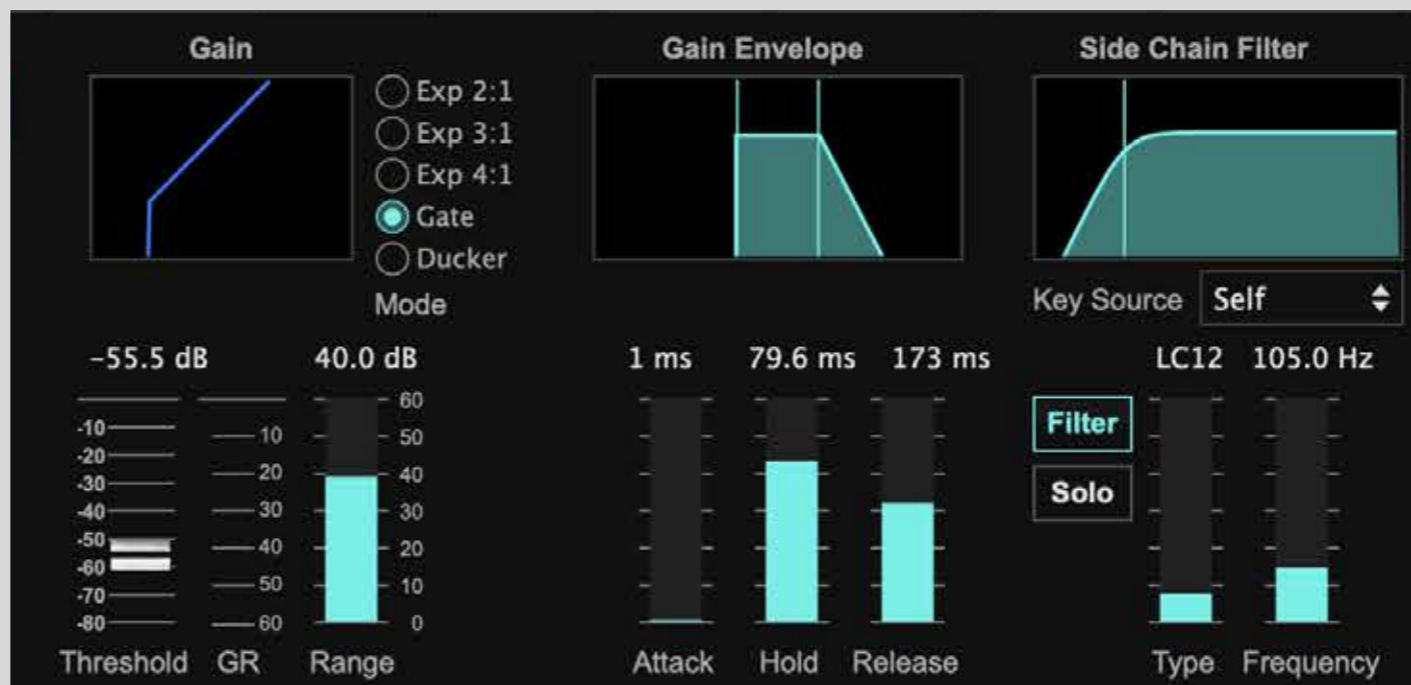 Gain
Exp 2:1
Exp 3:1
Exp 4:1
Gate
Ducker
Mode
Gain Envelope
Side Chain Filter
Key Source Self
-55.5 dB 40.0 dB
1 ms 79.6 ms 173 ms
LC12 105.0 Hz
-10
-20
-30
-40
-50
-60
-70
-80
10
20
30
40
50
60
60
50
40
30
20
10
0
Filter
Solo
Threshold GR Range
Attack Hold Release
Type Frequency